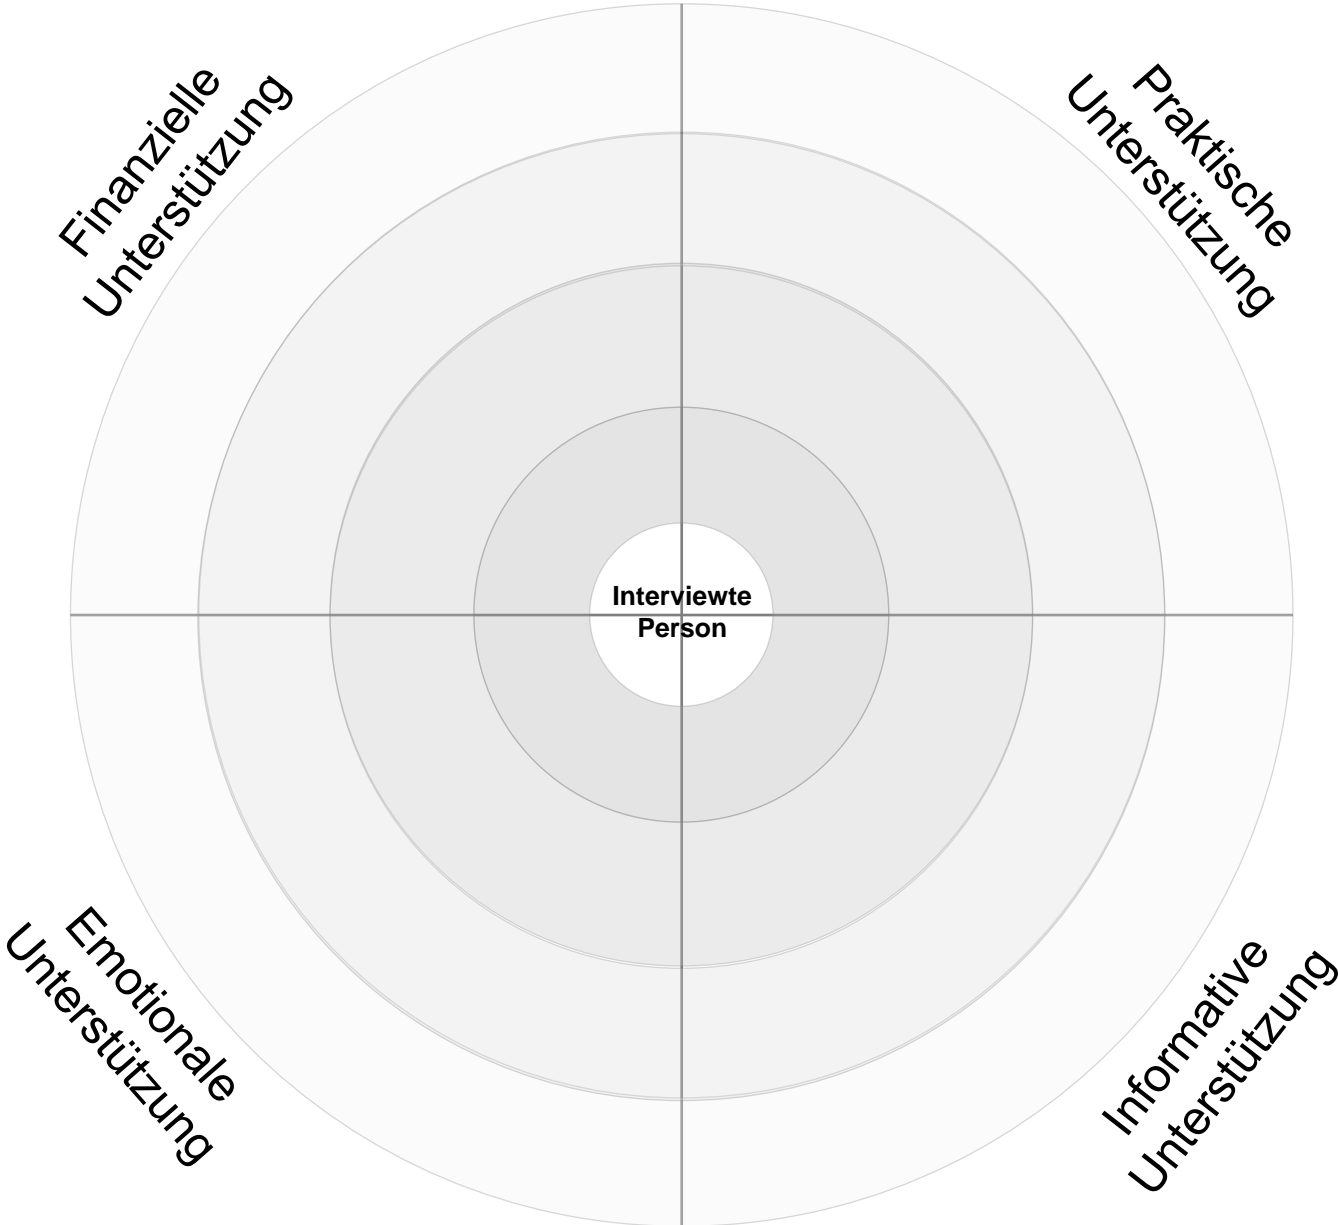 Finanzielle
Unterstützung
Praktische
Unterstützung
Interviewte
Person
Emotionale
Unterstützung
Informative
Unterstützung